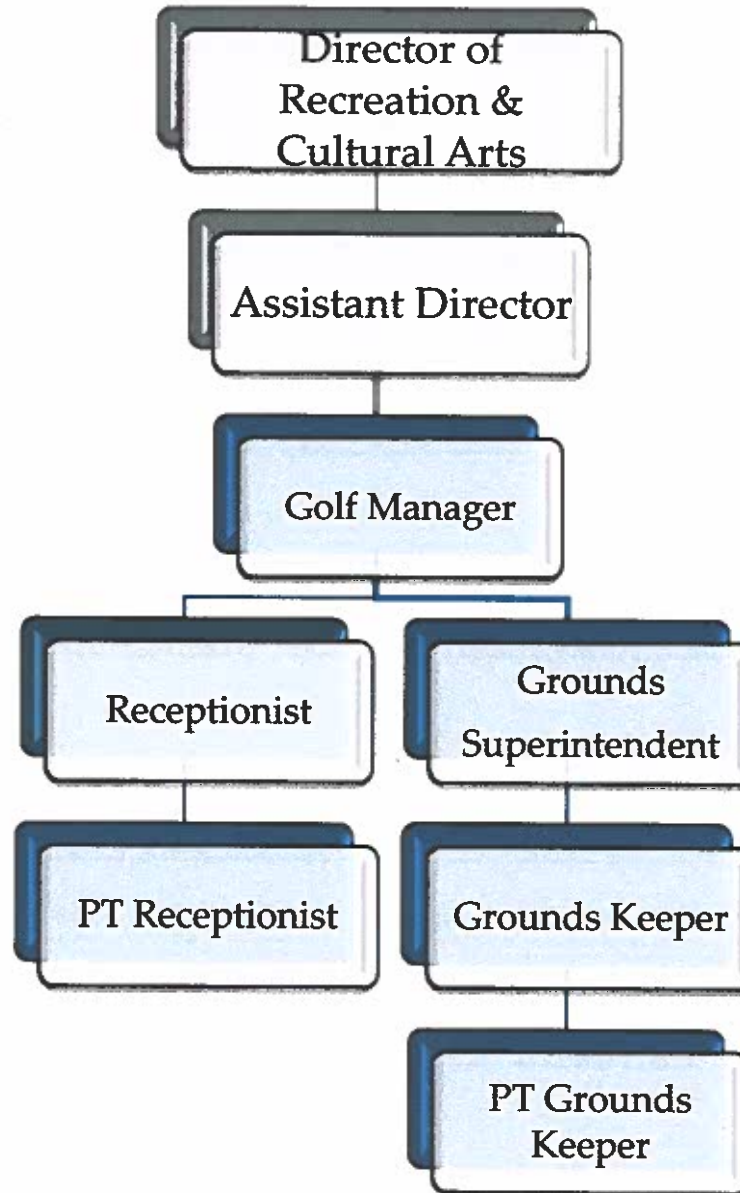 Director of
Recreation &
Cultural Arts
Assistant Director
Golf Manager
Receptionist
Grounds
Superintendent
PT Receptionist
Grounds Keeper
PT Grounds
Keeper